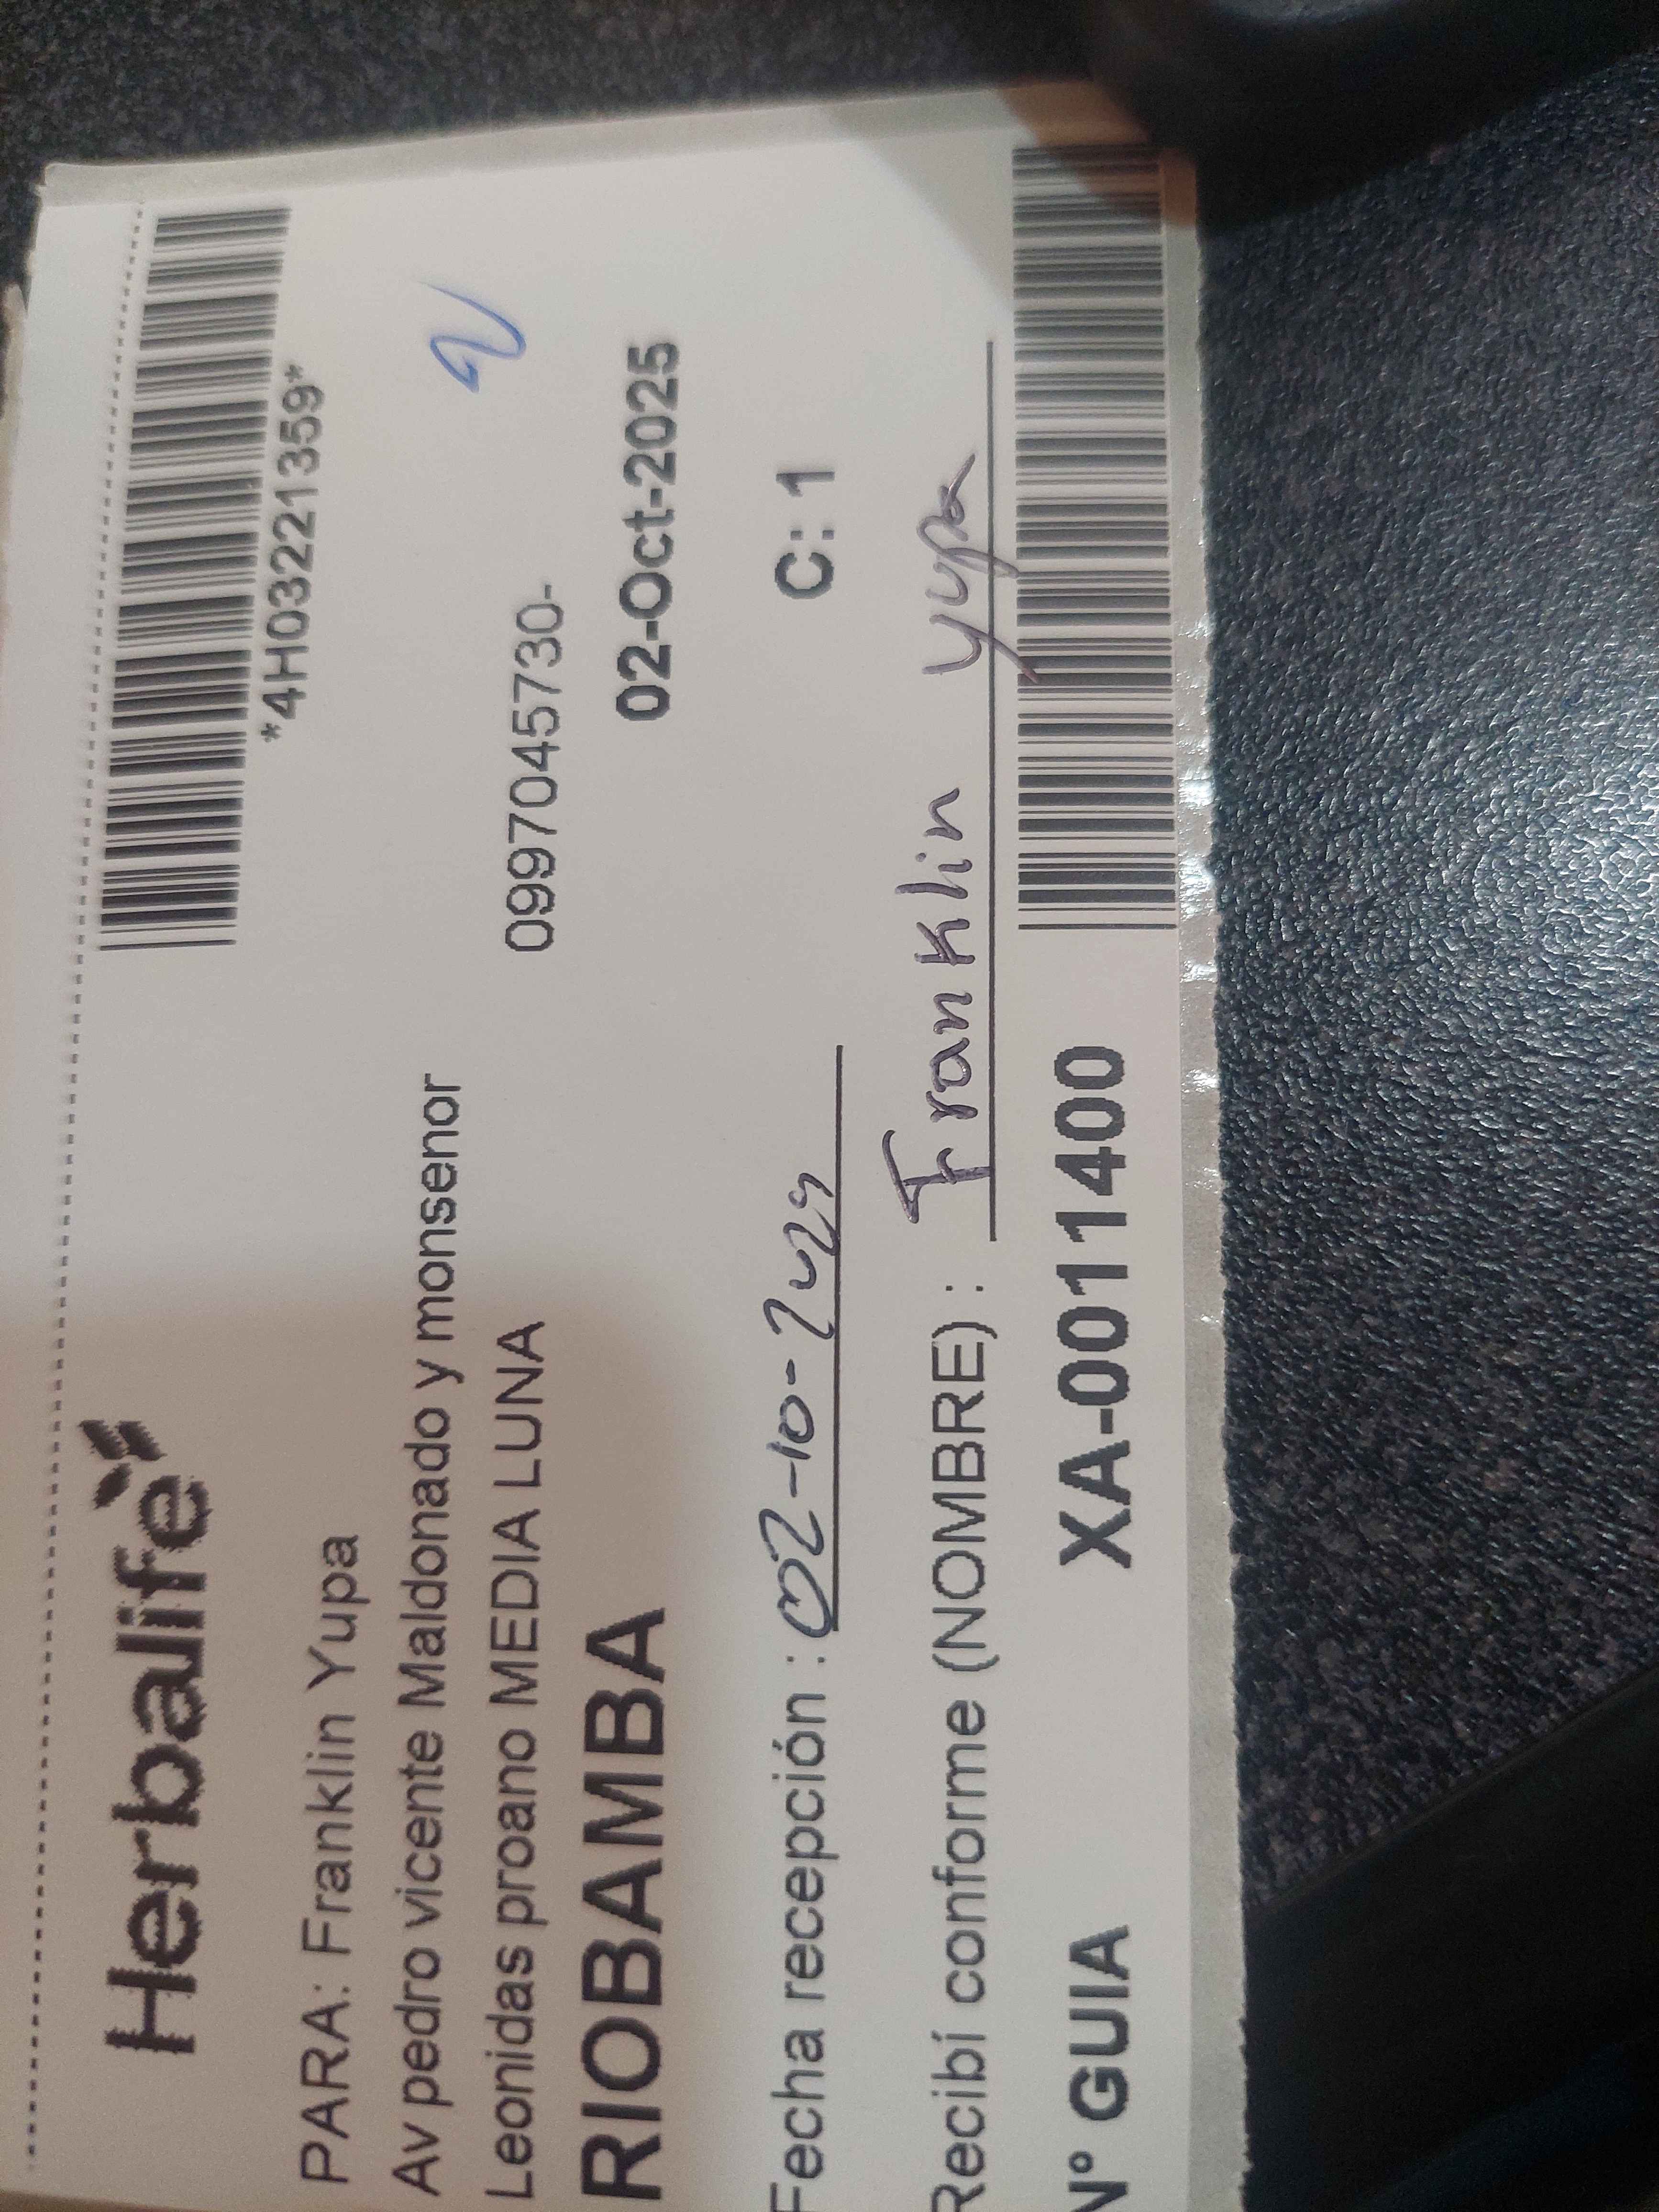 Herbalife
*4H03221359*
PARA: Franklin Yupa
Av pedro vicente Maldonado y monsenor
Leonidas proano MEDIA LUNA
0997045730-
RIOBAMBA
02-Oct-2025
Fecha recepción : 02-10-2025
C: 1
Recibí conforme (NOMBRE) : Franklin Yupa
N° GUIA XA-0011400